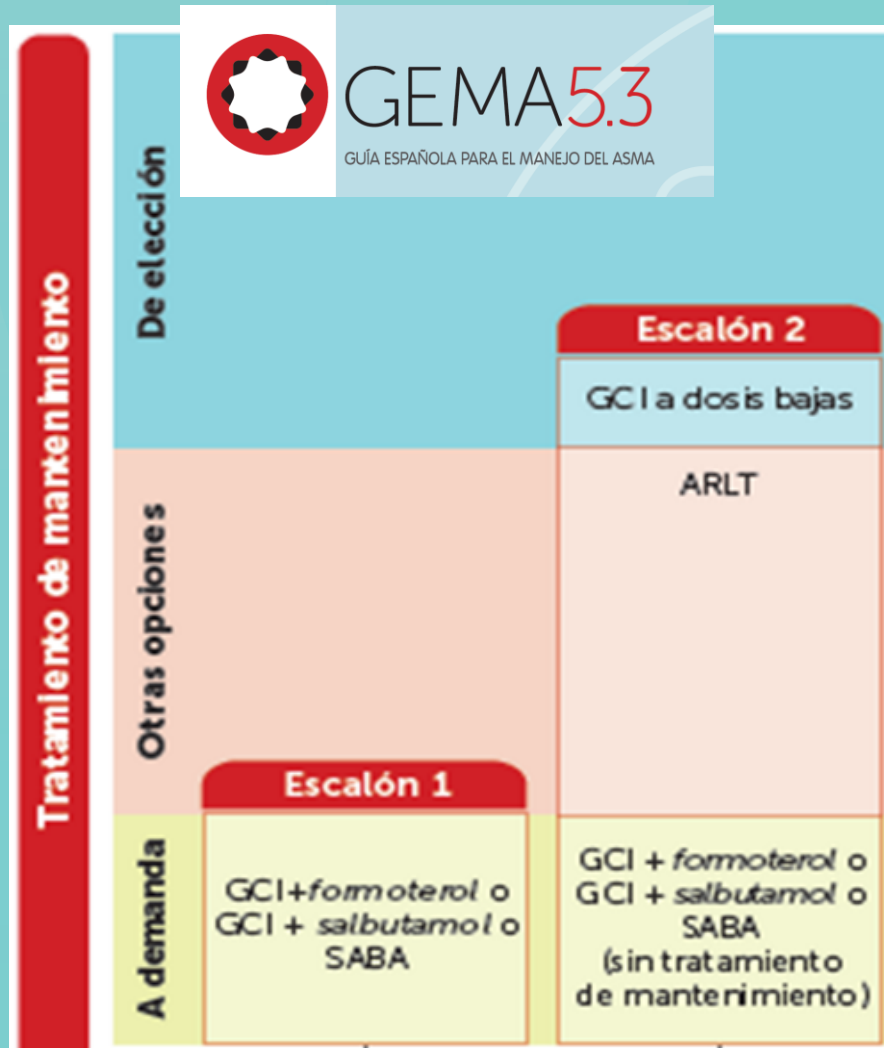 GEMA5.3
GUÍA ESPAÑOLA PARA EL MANEJO DEL ASMA
Tratamiento de mantenimiento
De elección
Escalón 2
GCI a dosis bajas
Otras opciones
ARLT
Escalón 1
A demanda
GCI+formoterol o
GCI + salbutamol o
SABA
GCI + formoterol o
GCI + salbutamol o
SABA
(sin tratamiento
de mantenimiento)